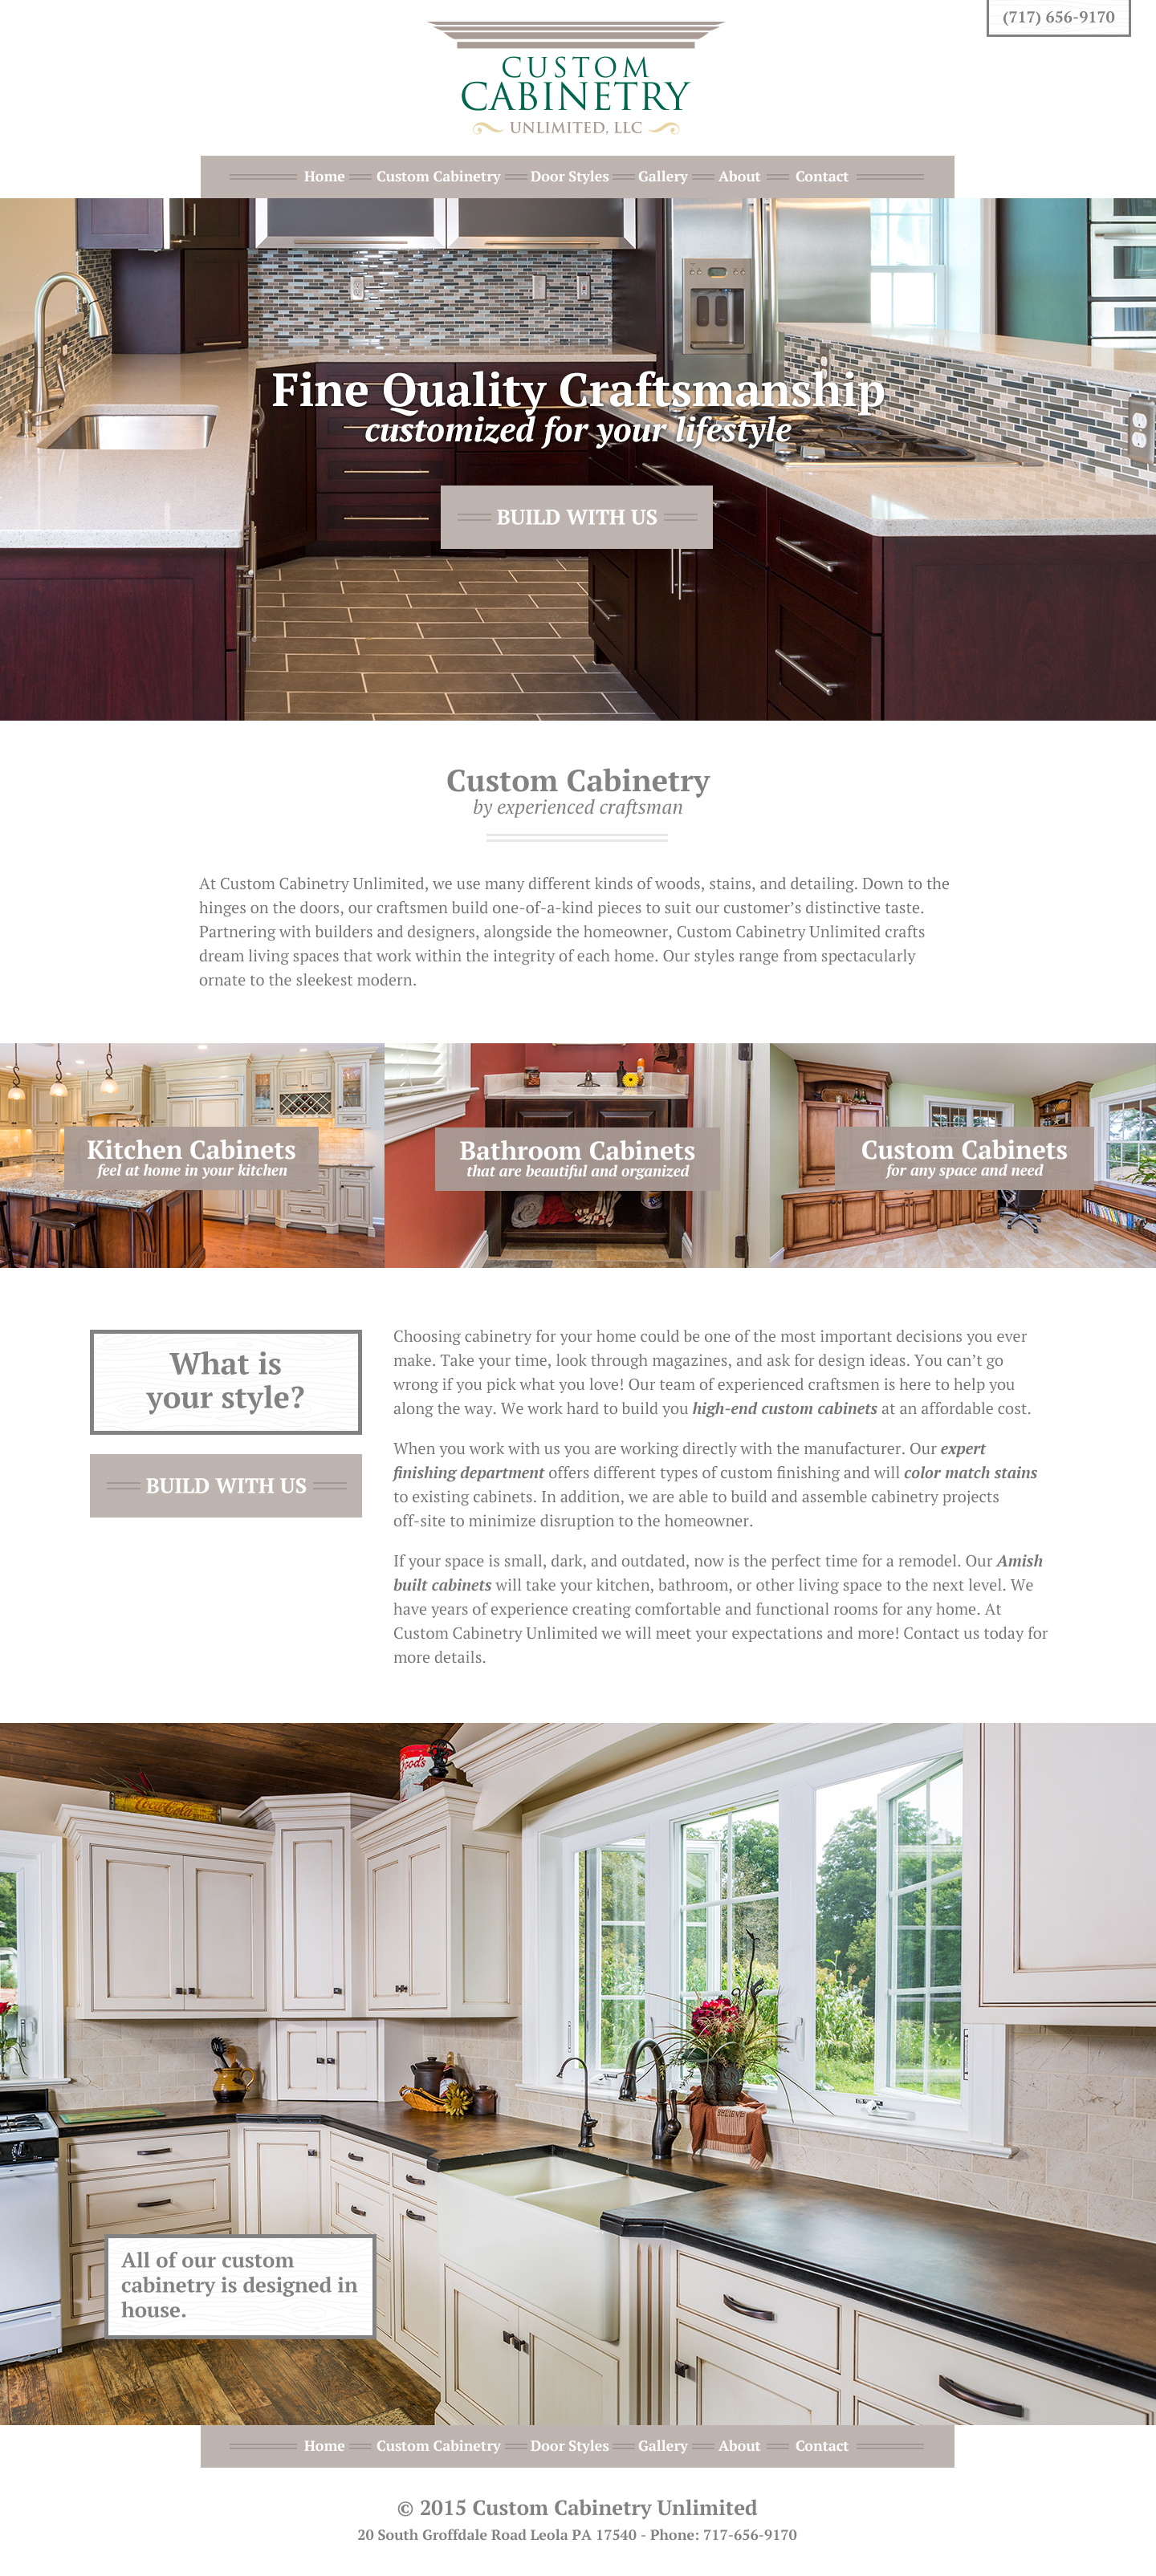 (717) 656-9170
CUSTOM
CABINETRY
UNLIMITED, LLC
Home Custom Cabinetry Door Styles Gallery About Contact
Fine Quality Craftsmanship
customized for your lifestyle
BUILD WITH US
Custom Cabinetry
by experienced craftsman
At Custom Cabinetry Unlimited, we use many different kinds of woods, stains, and detailing. Down to the
hinges on the doors, our craftsmen build one-of-a-kind pieces to suit our customer’s distinctive taste.
Partnering with builders and designers, alongside the homeowner, Custom Cabinetry Unlimited crafts
dream living spaces that work within the integrity of each home. Our styles range from spectacularly
ornate to the sleekest modern.
Kitchen Cabinets
feel at home in your kitchen
Bathroom Cabinets
that are beautiful and organized
Custom Cabinets
for any space and need
What is
your style?
BUILD WITH US
Choosing cabinetry for your home could be one of the most important decisions you ever
make. Take your time, look through magazines, and ask for design ideas. You can’t go
wrong if you pick what you love! Our team of experienced craftsmen is here to help you
along the way. We work hard to build you high-end custom cabinets at an affordable cost.
When you work with us you are working directly with the manufacturer. Our expert
finishing department offers different types of custom finishing and will color match stains
to existing cabinets. In addition, we are able to build and assemble cabinetry projects
off-site to minimize disruption to the homeowner.
If your space is small, dark, and outdated, now is the perfect time for a remodel. Our Amish
built cabinets will take your kitchen, bathroom, or other living space to the next level. We
have years of experience creating comfortable and functional rooms for any home. At
Custom Cabinetry Unlimited we will meet your expectations and more! Contact us today for
more details.
Coca-Cola
BELIEVE
All of our custom
cabinetry is designed in
house.
Home Custom Cabinetry Door Styles Gallery About Contact
© 2015 Custom Cabinetry Unlimited
20 South Groffdale Road Leola PA 17540 - Phone: 717-656-9170